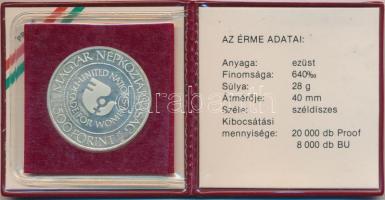 MAGYAR NÉPKÖZTÁRSASÁG
500 FORINT
UNITED NATIONS
FOR WOMEN
AZ ÉRME ADATAI:
Anyaga: ezüst
Finomsága: 640‰
Súlya: 28 g
Átmérője: 40 mm
Széle: széldíszes
Kibocsátási
mennyisége: 20 000 db Proof
8 000 db BU